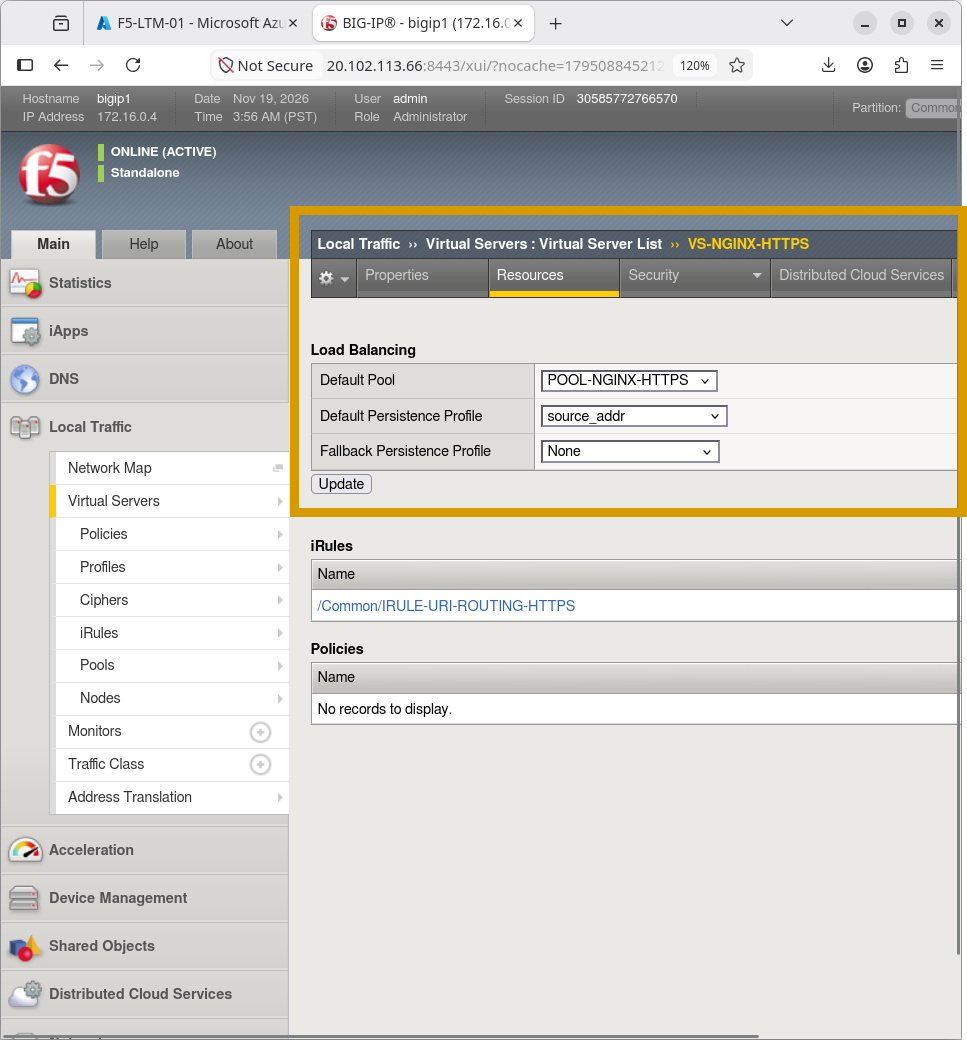 F5-LTM-01 - Microsoft Azu
BIG-IP® - bigip1 (172.16.0
Not Secure
20.102.113.66:8443/xui/?nocache=1795088845212
120%
Hostname bigip1
IP Address 172.16.0.4
Date Nov 19, 2026
Time 3:56 AM (PST)
User admin
Role Administrator
Session ID 30585772766570
Partition: Common
f5
ONLINE (ACTIVE)
Standalone
Main
Help
About
Statistics
iApps
DNS
Local Traffic
Network Map
Virtual Servers
Policies
Profiles
Ciphers
iRules
Pools
Nodes
Monitors
Traffic Class
Address Translation
Acceleration
Device Management
Shared Objects
Distributed Cloud Services
Local Traffic ›› Virtual Servers : Virtual Server List ›› VS-NGINX-HTTPS
Properties
Resources
Security
Distributed Cloud Services
Load Balancing
Default Pool POOL-NGINX-HTTPS
Default Persistence Profile source_addr
Fallback Persistence Profile None
Update
iRules
Name
/Common/IRULE-URI-ROUTING-HTTPS
Policies
Name
No records to display.